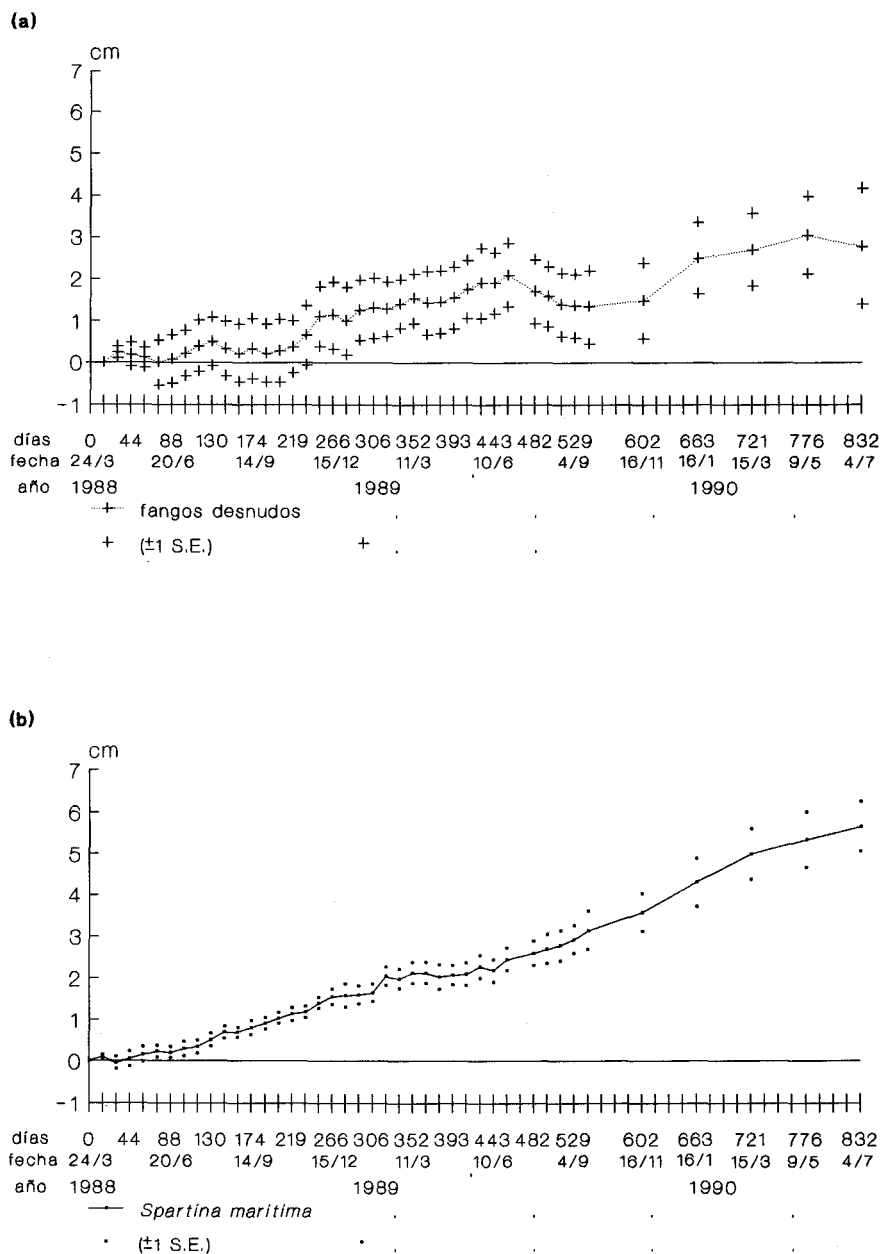 (a)
cm
7
6
5
4
3
2
1
0
-1
días 0 44 88 130 174 219 266 306 352 393 443 482 529 602 663 721 776 832
fecha 24/3 20/6 14/9 15/12 11/3 10/6 4/9 16/11 16/1 15/3 9/5 4/7
año 1988 1989 1990
fangos desnudos
(±1 S.E.)
(b)
cm
7
6
5
4
3
2
1
0
-1
días 0 44 88 130 174 219 266 306 352 393 443 482 529 602 663 721 776 832
fecha 24/3 20/6 14/9 15/12 11/3 10/6 4/9 16/11 16/1 15/3 9/5 4/7
año 1988 1989 1990
Spartina maritima
(±1 S.E.)